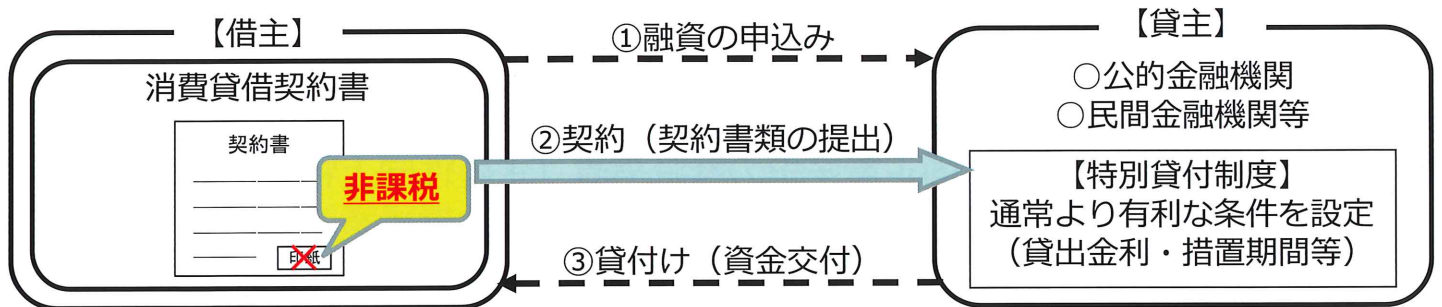 【借主】
消費貸借契約書
契約書
非課税
印紙
①融資の申込み
②契約（契約書類の提出）
③貸付け（資金交付）
【貸主】
○公的金融機関
○民間金融機関等
【特別貸付制度】
通常より有利な条件を設定
（貸出金利・措置期間等）